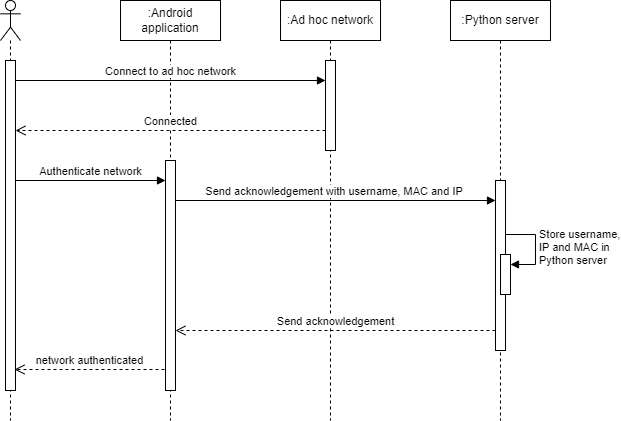 :Android
application
:Ad hoc network
:Python server
Connect to ad hoc network
Connected
Authenticate network
Send acknowledgement with username, MAC and IP
Store username,
IP and MAC in
Python server
Send acknowledgement
network authenticated